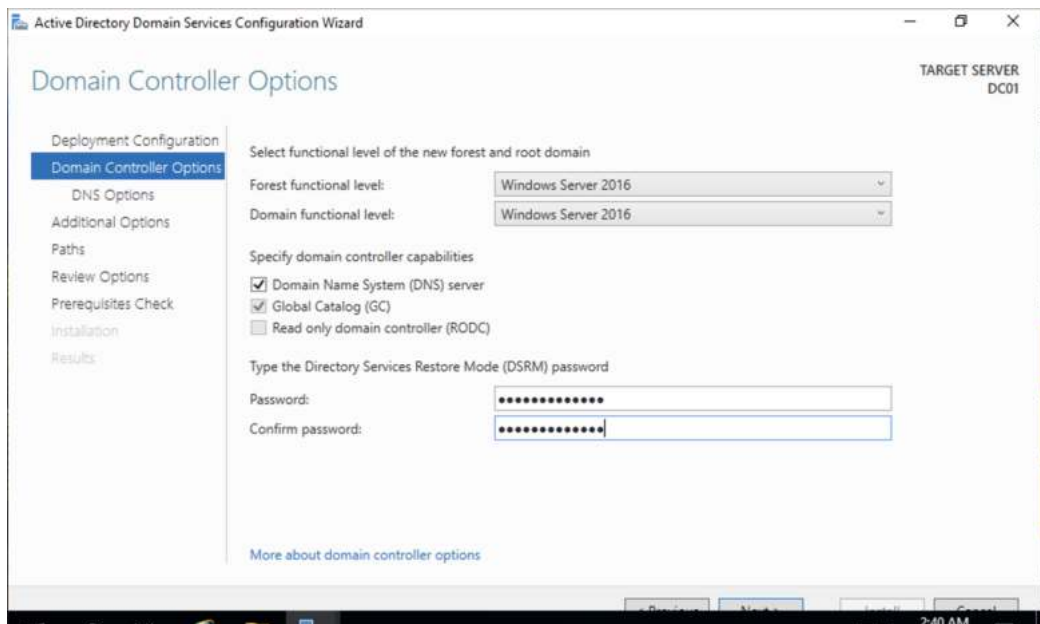 Active Directory Domain Services Configuration Wizard
Domain Controller Options
TARGET SERVER
DC01
Deployment Configuration
Domain Controller Options
DNS Options
Additional Options
Paths
Review Options
Prerequisites Check
Installation
Results
Select functional level of the new forest and root domain
Forest functional level: Windows Server 2016
Domain functional level: Windows Server 2016
Specify domain controller capabilities
Domain Name System (DNS) server
Global Catalog (GC)
Read only domain controller (RODC)
Type the Directory Services Restore Mode (DSRM) password
Password: •••••••••••••
Confirm password: •••••••••••••
More about domain controller options
< Previous Next > Install Cancel
2:40 AM